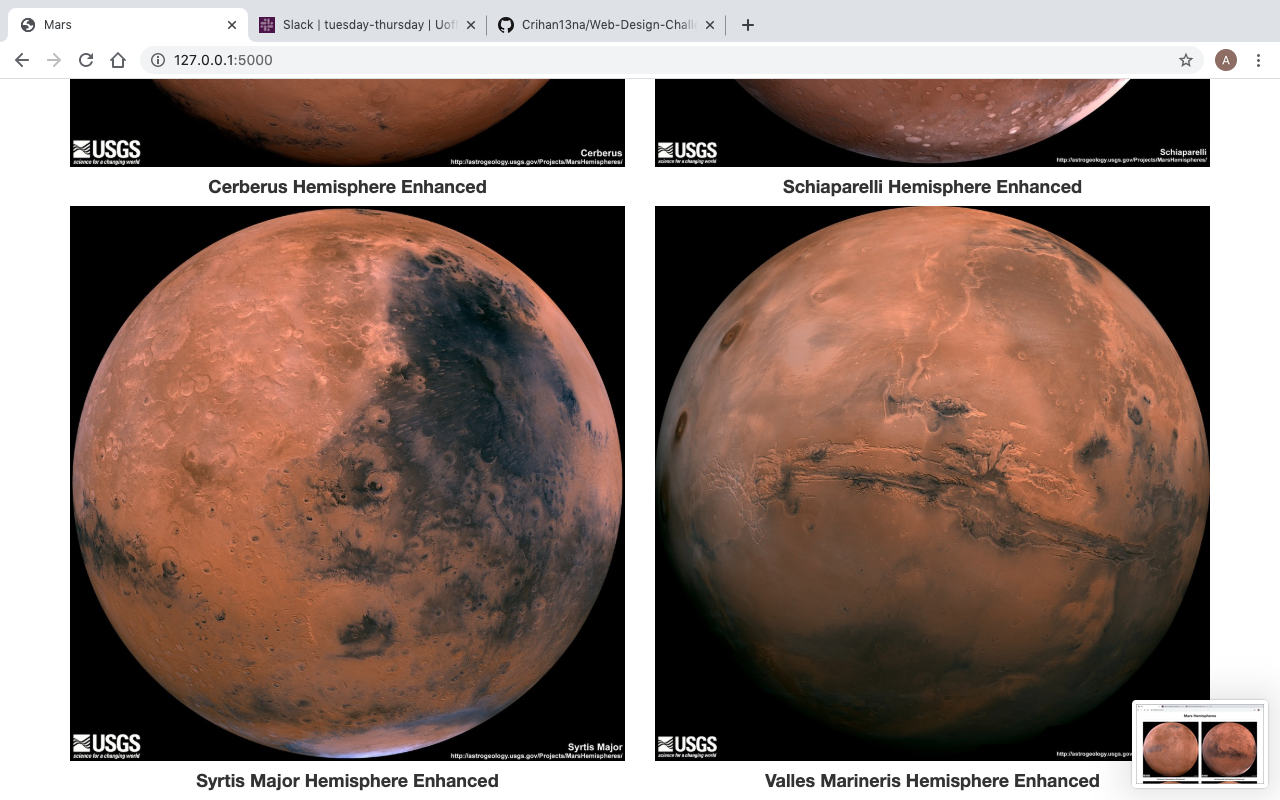 Mars
Slack | tuesday-thursday | Uof
Crihan13na/Web-Design-Chall
127.0.0.1:5000
A
USGS
science for a changing world
Cerberus
http://astrogeology.usgs.gov/Projects/MarsHemispheres/
USGS
science for a changing world
Schiaparelli
http://astrogeology.usgs.gov/Projects/MarsHemispheres/
Cerberus Hemisphere Enhanced
Schiaparelli Hemisphere Enhanced
USGS
science for a changing world
Syrtis Major
http://astrogeology.usgs.gov/Projects/MarsHemispheres/
USGS
science for a changing world
http://astrogeology.usgs.gov
Mars Hemispheres
Syrtis Major Hemisphere Enhanced
Valles Marineris Hemisphere Enhanced